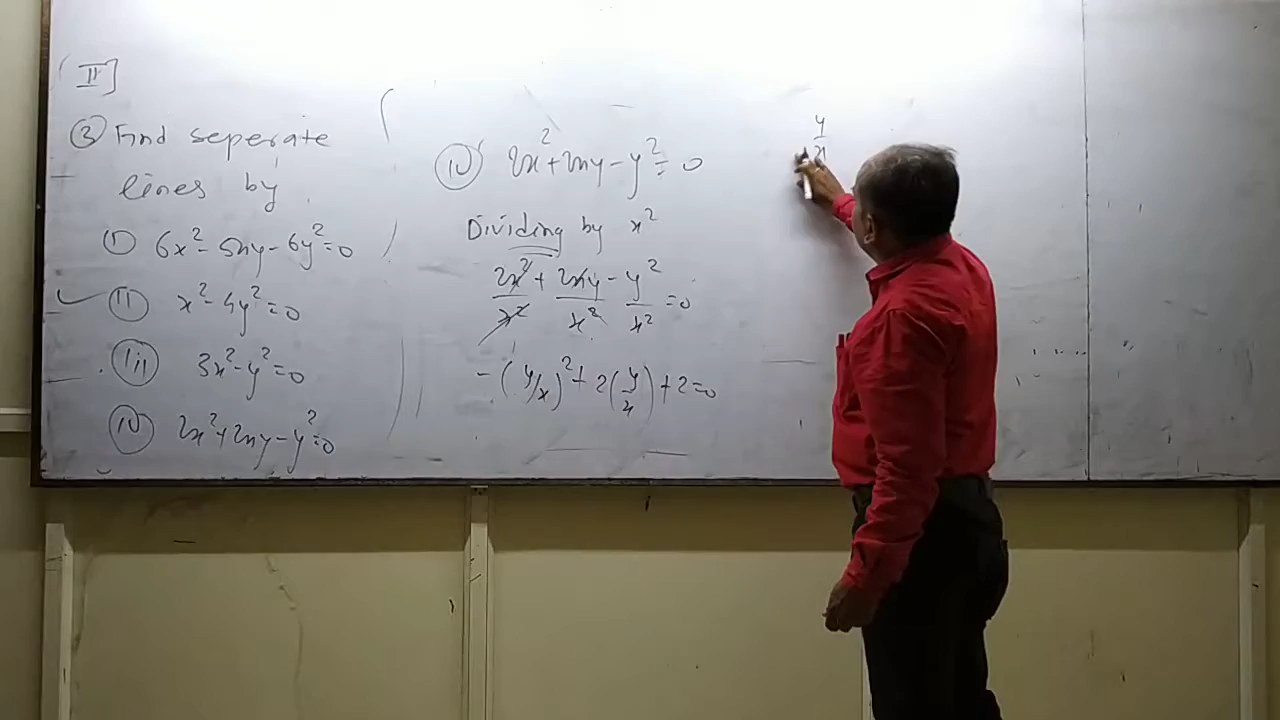 II]
③ Find seperate
lines by
① 6x² - 5xy - 6y² = 0
(ii) x² - 4y² = 0
(iii) 3x² - y² = 0
(iv) 2x² + 2xy - y² = 0
(iv) 2x² + 2xy - y² = 0
Dividing by x²
2x²/x² + 2xy/x² - y²/x² = 0
- (y/x)² + 2(y/x) + 2 = 0
y/x